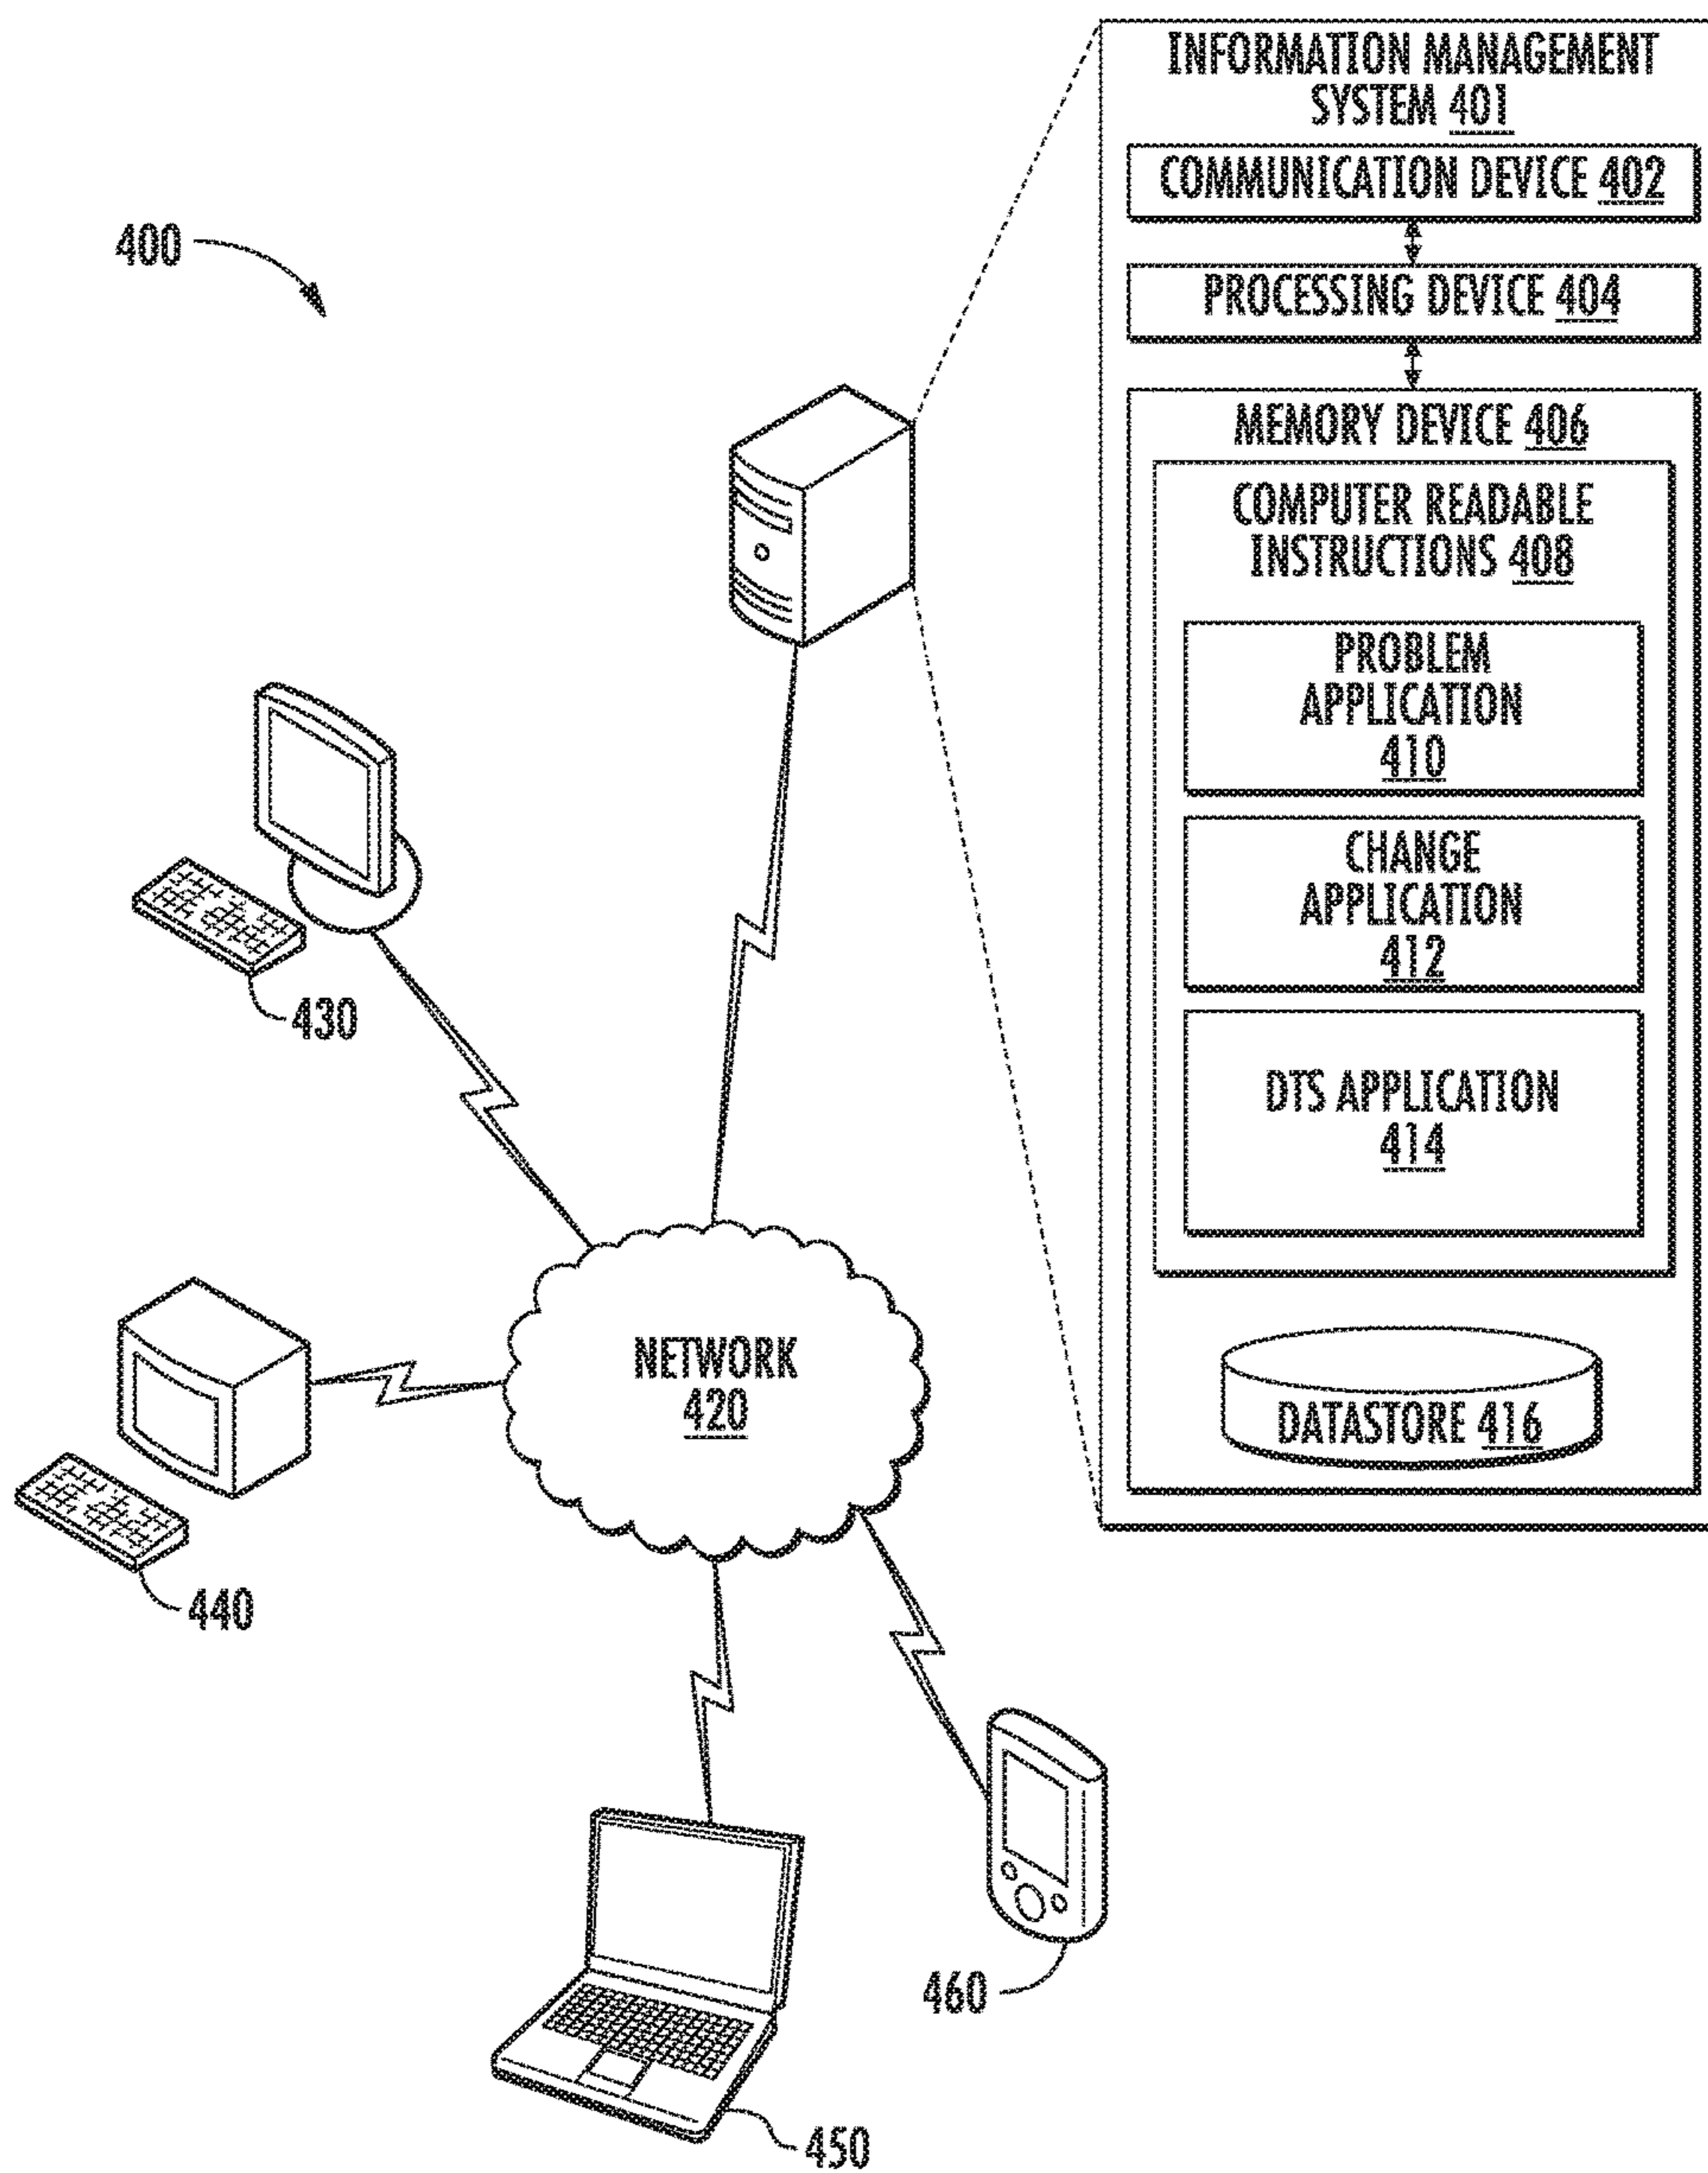 INFORMATION MANAGEMENT
SYSTEM 401
COMMUNICATION DEVICE 402
400
PROCESSING DEVICE 404
MEMORY DEVICE 406
COMPUTER READABLE
INSTRUCTIONS 408
PROBLEM
APPLICATION
410
CHANGE
APPLICATION
412
430
DTS APPLICATION
414
NETWORK
420
DATASTORE 416
440
460
450